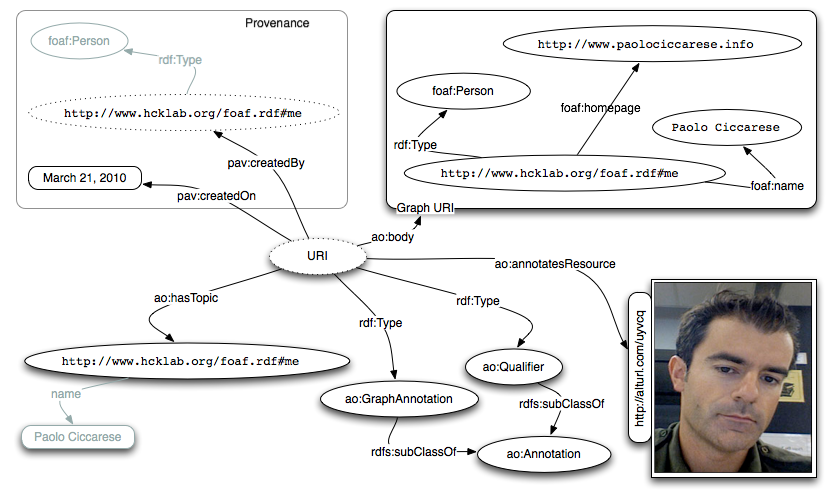 Provenance
foaf:Person
rdf:Type
http://www.hcklab.org/foaf.rdf#me
pav:createdBy
March 21, 2010
pav:createdOn
http://www.paolociccarese.info
foaf:Person
foaf:homepage
Paolo Ciccarese
rdf:Type
http://www.hcklab.org/foaf.rdf#me
foaf:name
Graph URI
ao:body
URI
ao:annotatesResource
ao:hasTopic
rdf:Type
rdf:Type
http://www.hcklab.org/foaf.rdf#me
name
Paolo Ciccarese
ao:GraphAnnotation
ao:Qualifier
rdfs:subClassOf
rdfs:subClassOf
ao:Annotation
http://alturl.com/uyvcq